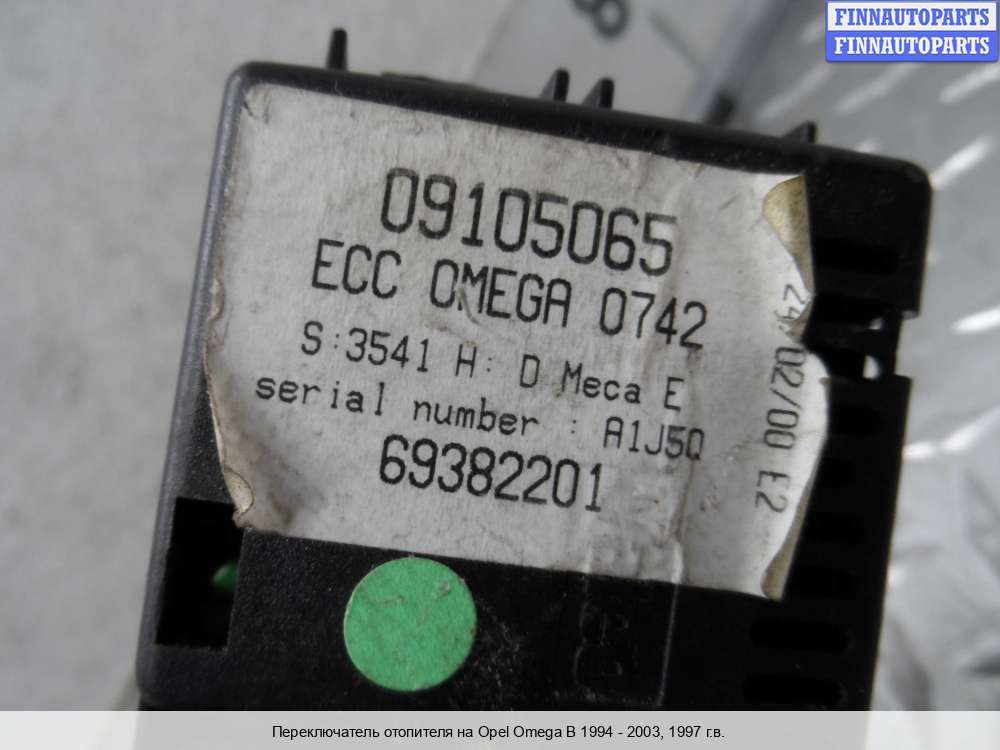 FINNAUTOPARTS
FINNAUTOPARTS
8
09105065
ECC OMEGA 0742
S:3541 H: D Meca E
serial number : A1J5Q
69382201
24/02/00 E2
Переключатель отопителя на Opel Omega B 1994 - 2003, 1997 г.в.